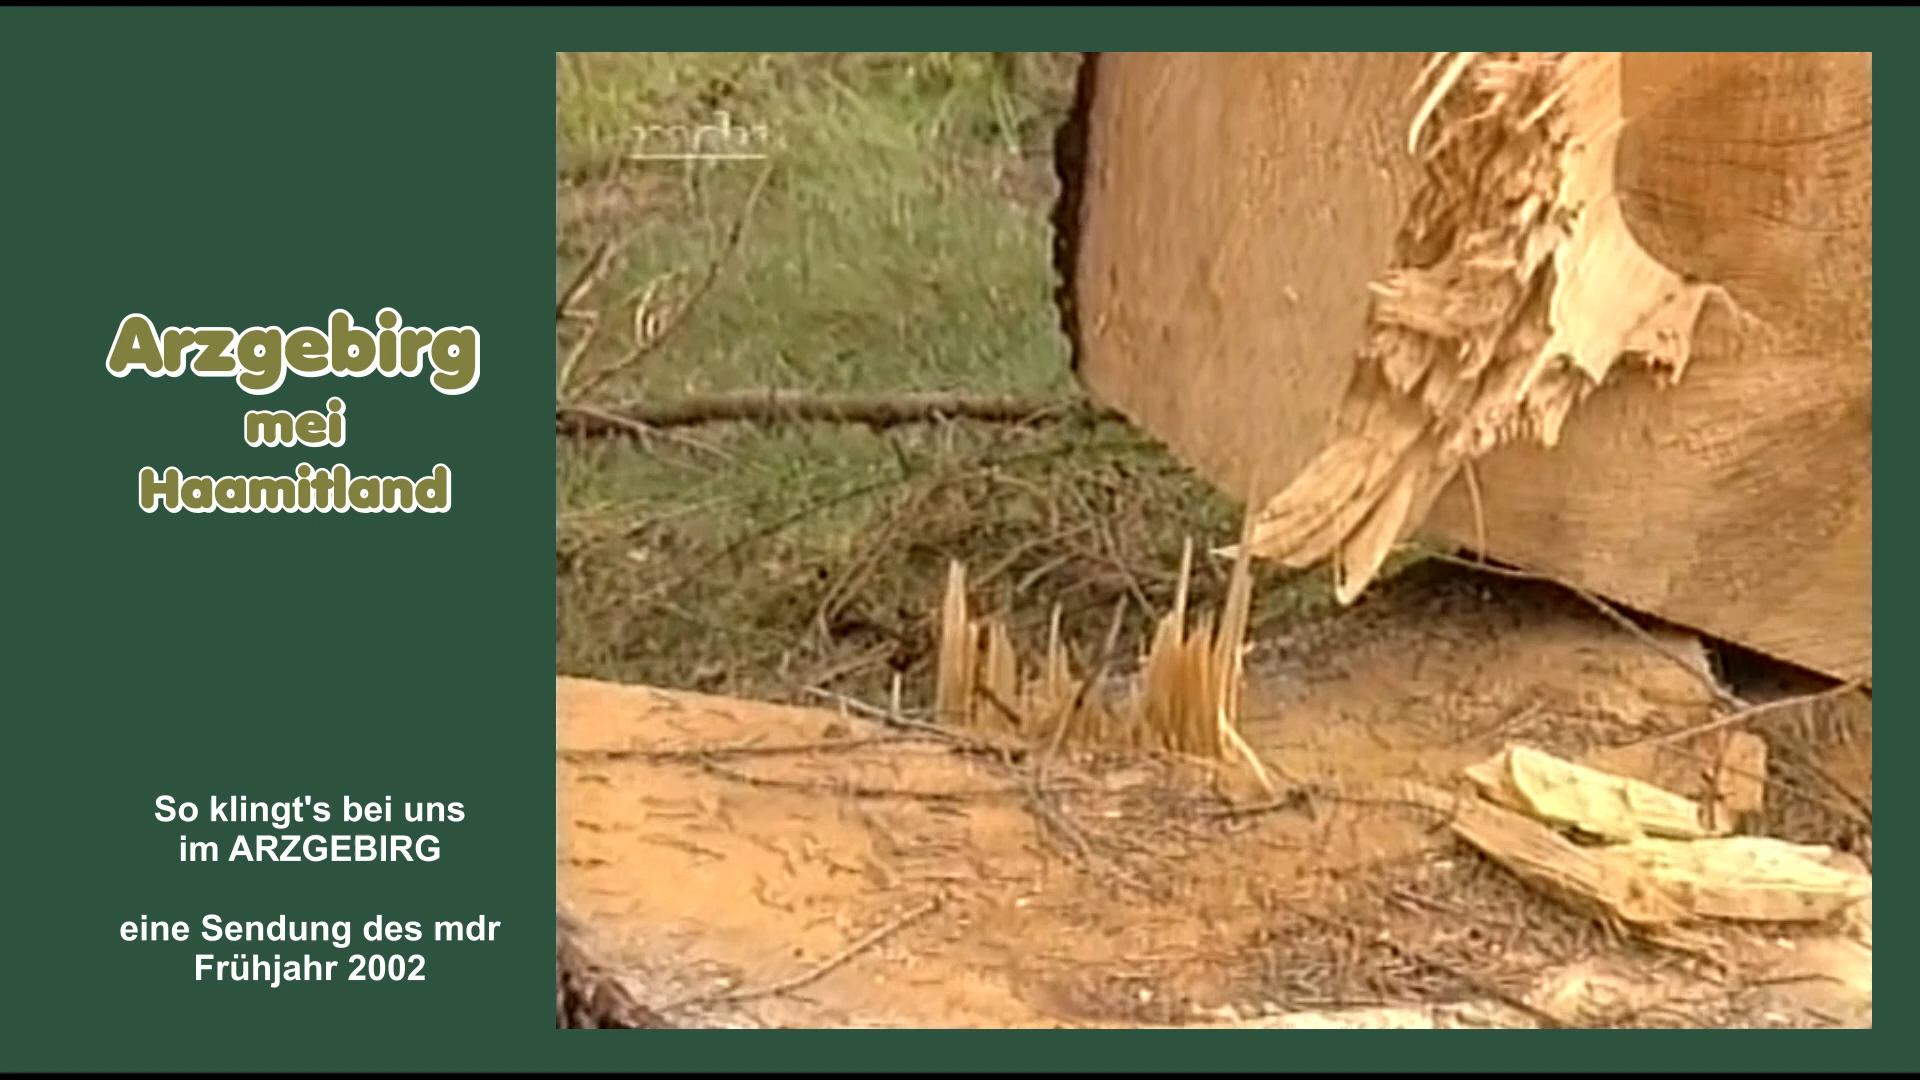 Arzgebirg
mei
Haamitland
So klingt's bei uns
im ARZGEBIRG
eine Sendung des mdr
Frühjahr 2002